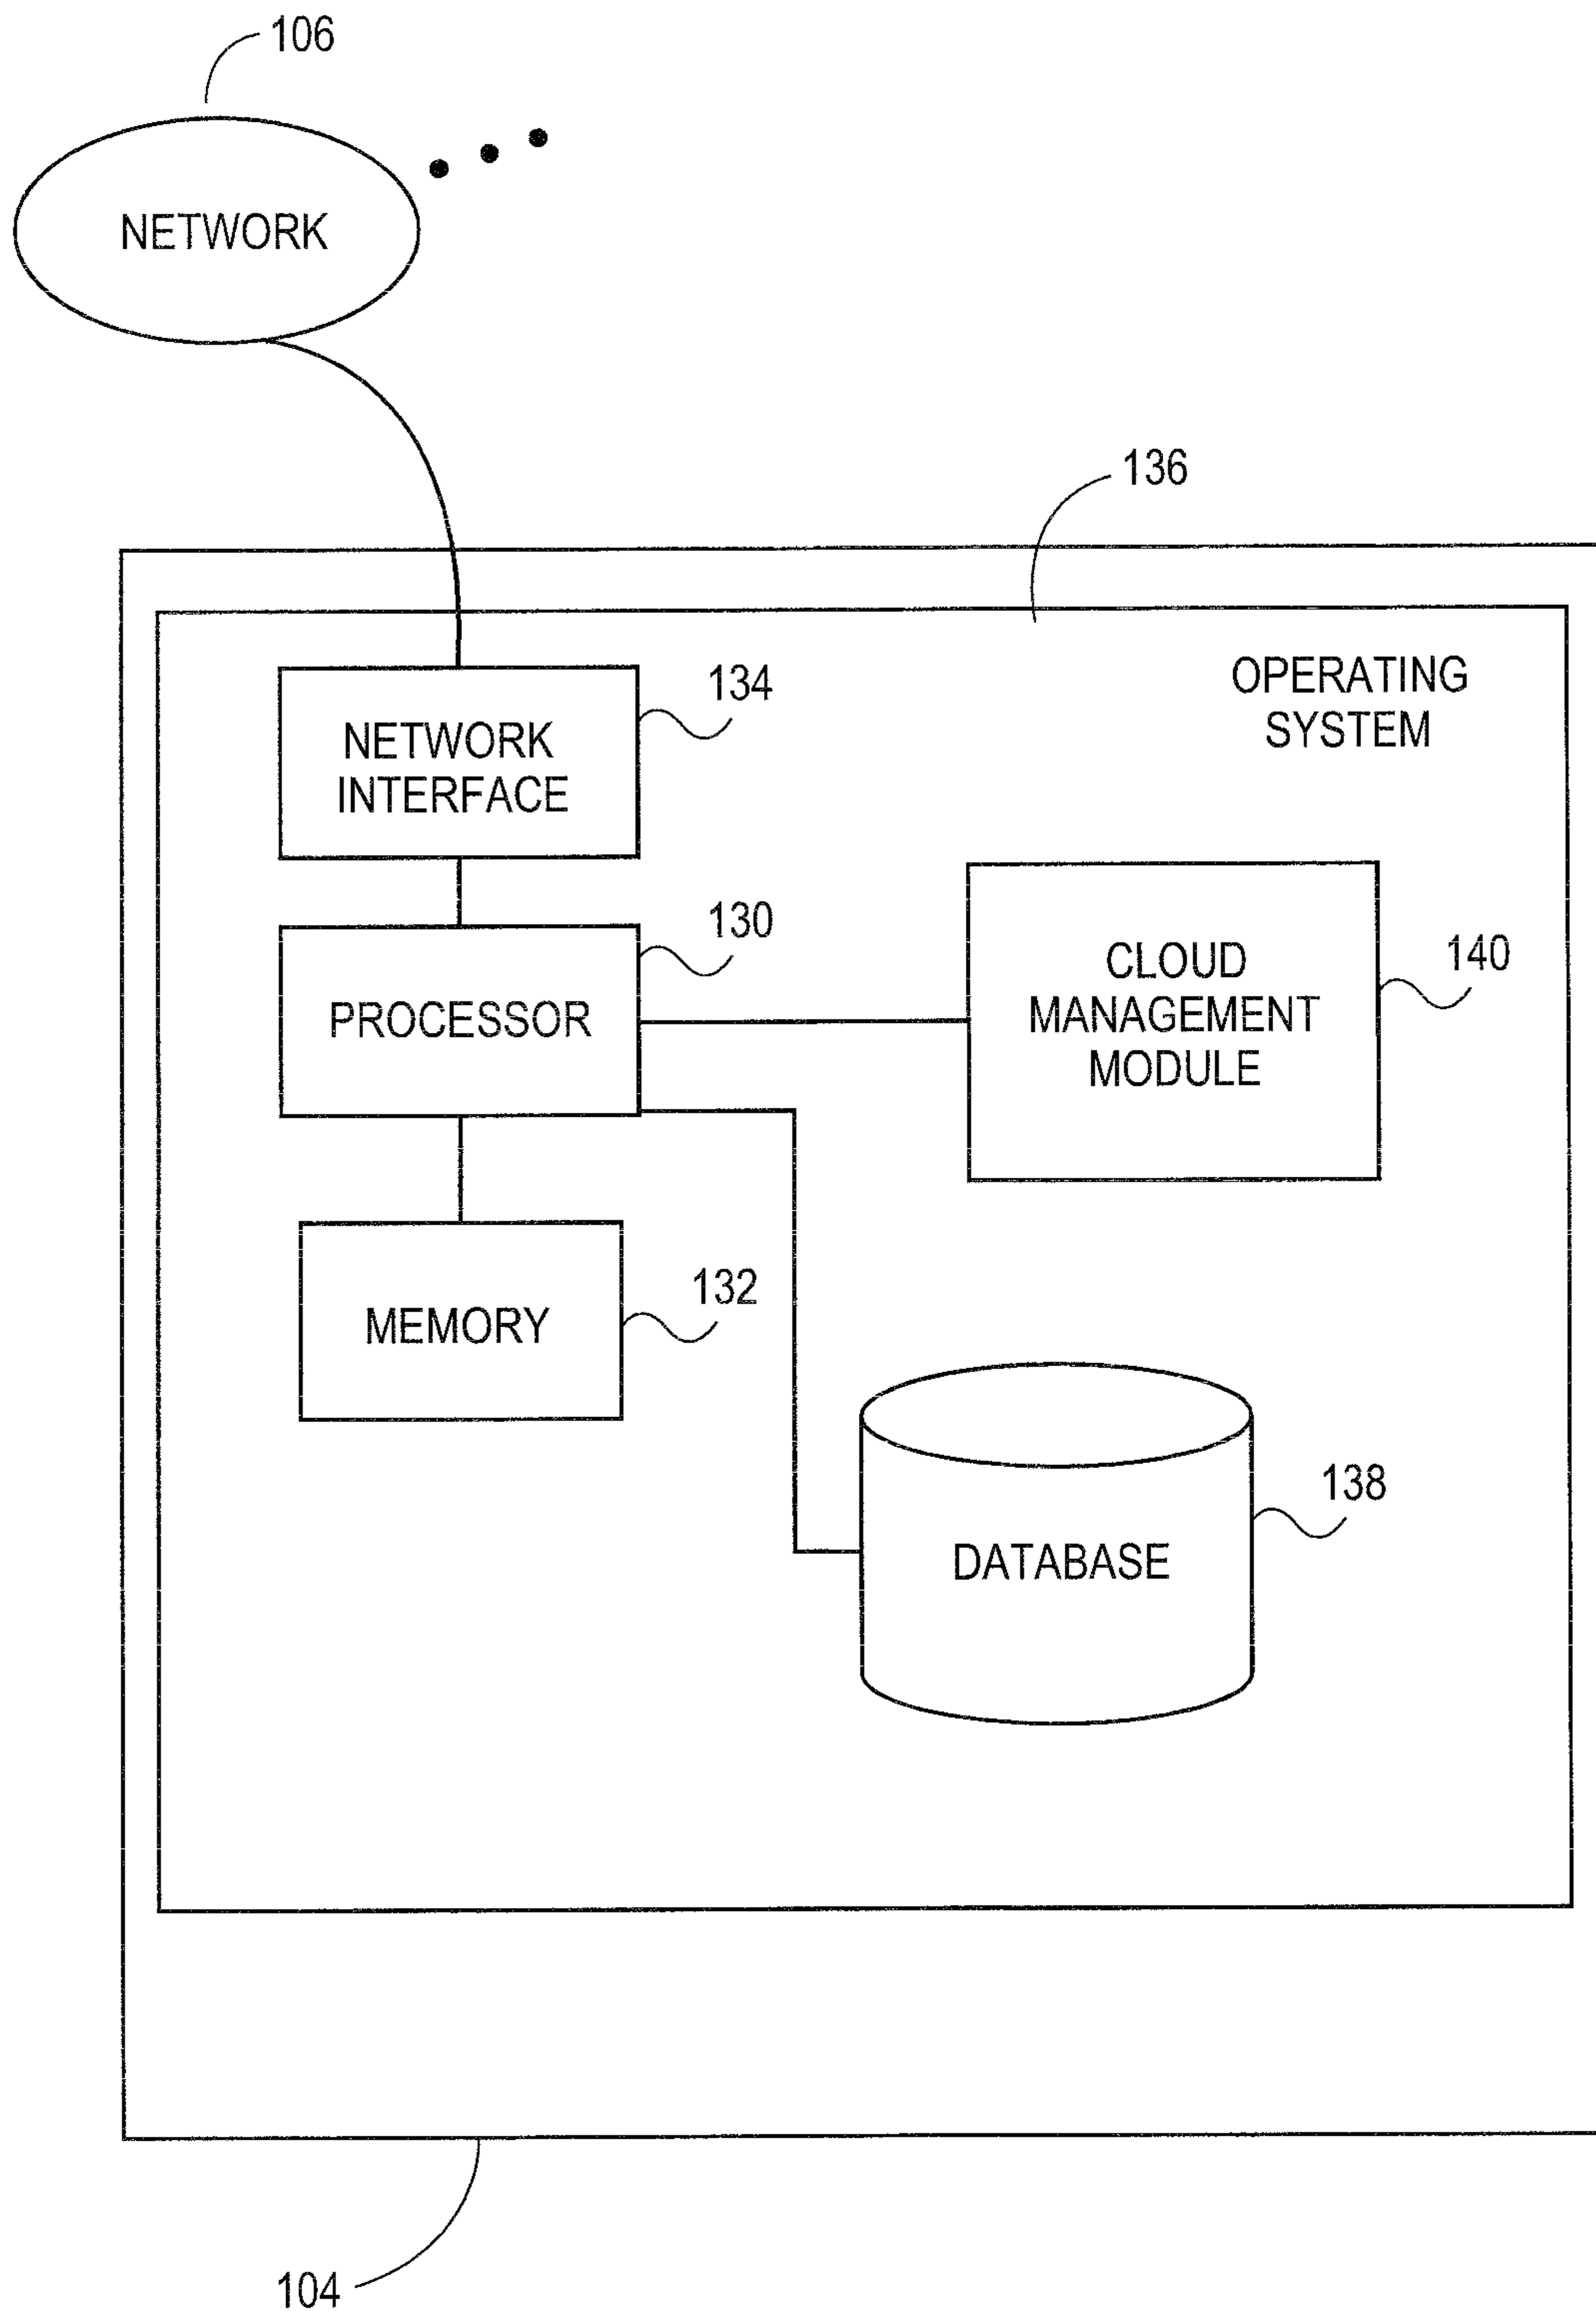 106
NETWORK
136
OPERATING
SYSTEM
134
NETWORK
INTERFACE
130
PROCESSOR
CLOUD
MANAGEMENT
MODULE
140
132
MEMORY
138
DATABASE
104